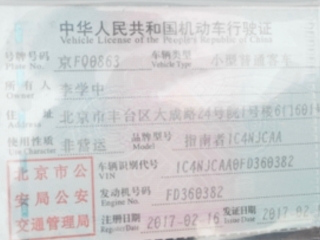 中华人民共和国机动车行驶证
Vehicle License of the People's Republic of China
号牌号码 京FQ0863 车辆类型 小型普通客车
Plate No. Vehicle Type
所有人 李学中
Owner
住址 北京市丰台区大成路24号院1号楼6门601号
Address
使用性质 非营运 品牌型号 指南者1C4NJCAA
Use Character Model
北京市公
安局公安
交通管理局
车辆识别代号 1C4NJCAA0FD360382
VIN
发动机号码 FD360382
Engine No.
注册日期 2017-02-16 发证日期 2017-02-
Register Date Issue Date